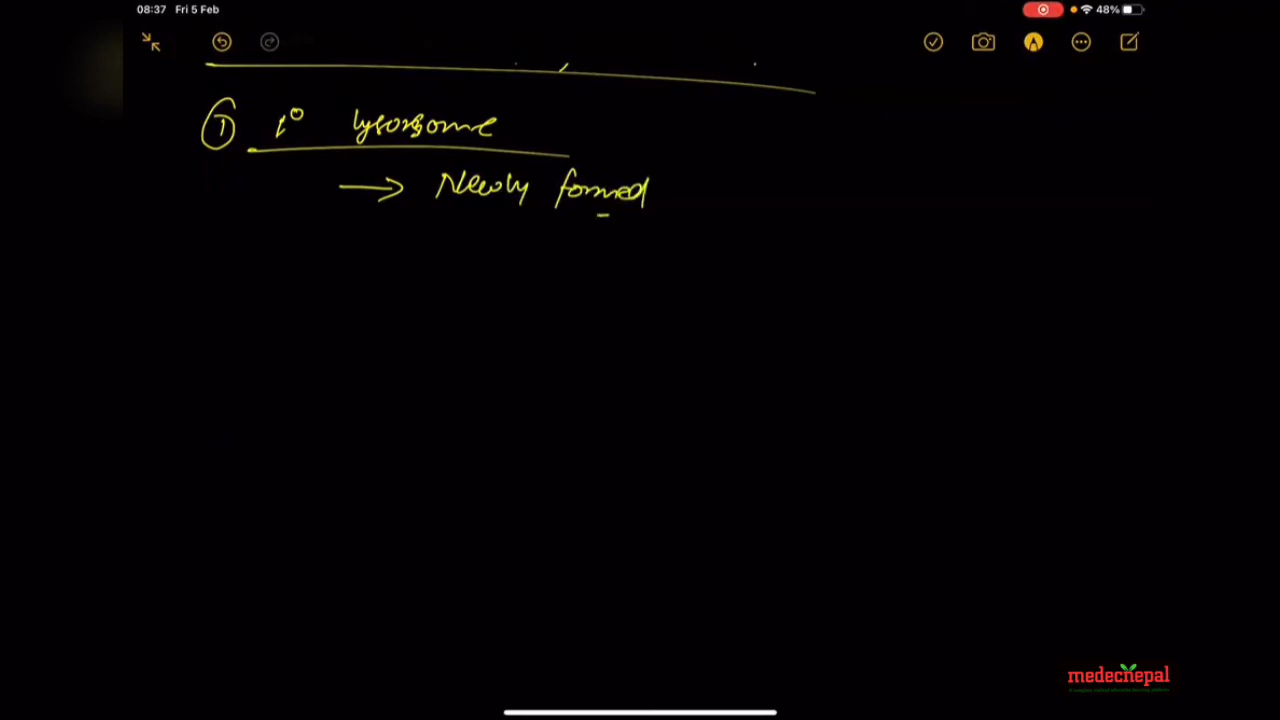 08:37 Fri 5 Feb
48%
① 1° lysosome
→ Newly formed
medecnepal